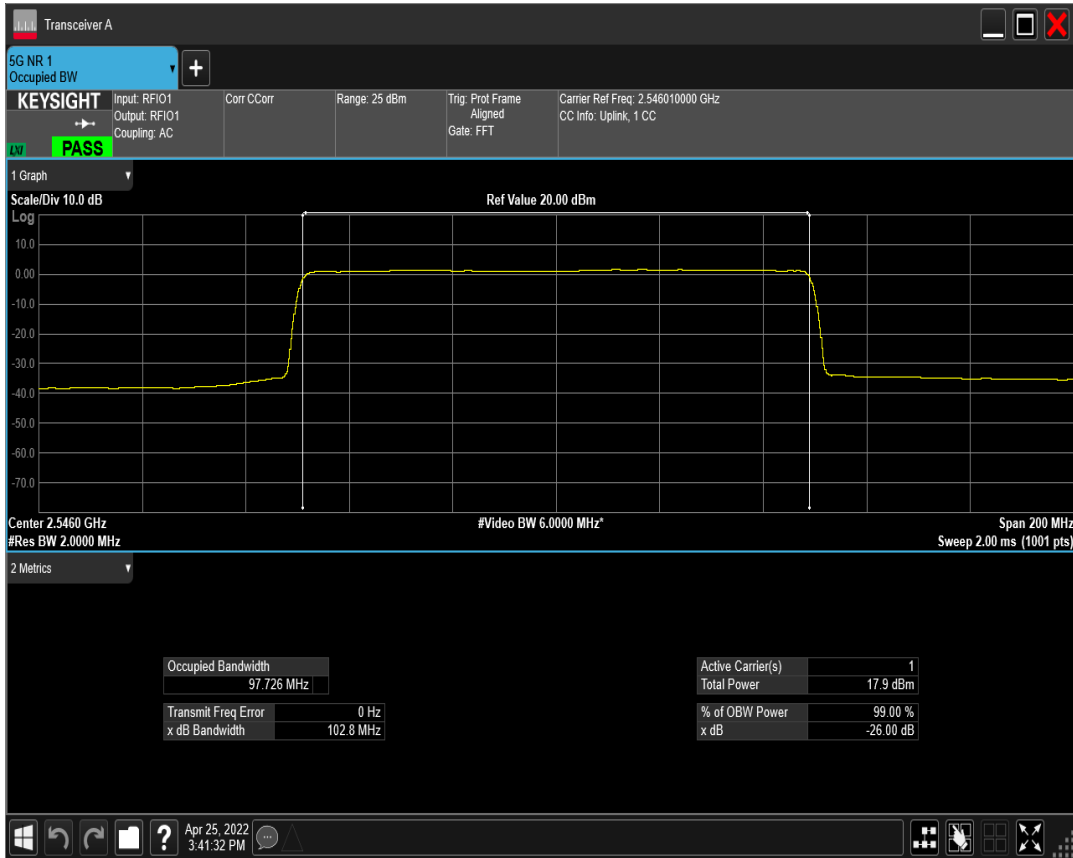 Transceiver A
5G NR 1
Occupied BW
KEYSIGHT
LXI
PASS
Input: RFIO1
Output: RFIO1
Coupling: AC
Corr CCorr
Range: 25 dBm
Trig: Prot Frame
Aligned
Gate: FFT
Carrier Ref Freq: 2.546010000 GHz
CC Info: Uplink, 1 CC
1 Graph
Scale/Div 10.0 dB
Ref Value 20.00 dBm
Log
10.0
0.00
-10.0
-20.0
-30.0
-40.0
-50.0
-60.0
-70.0
Center 2.5460 GHz
#Video BW 6.0000 MHz*
Span 200 MHz
#Res BW 2.0000 MHz
Sweep 2.00 ms (1001 pts)
2 Metrics
Occupied Bandwidth
97.726 MHz
Transmit Freq Error 0 Hz
x dB Bandwidth 102.8 MHz
Active Carrier(s) 1
Total Power 17.9 dBm
% of OBW Power 99.00 %
x dB -26.00 dB
?
Apr 25, 2022
3:41:32 PM